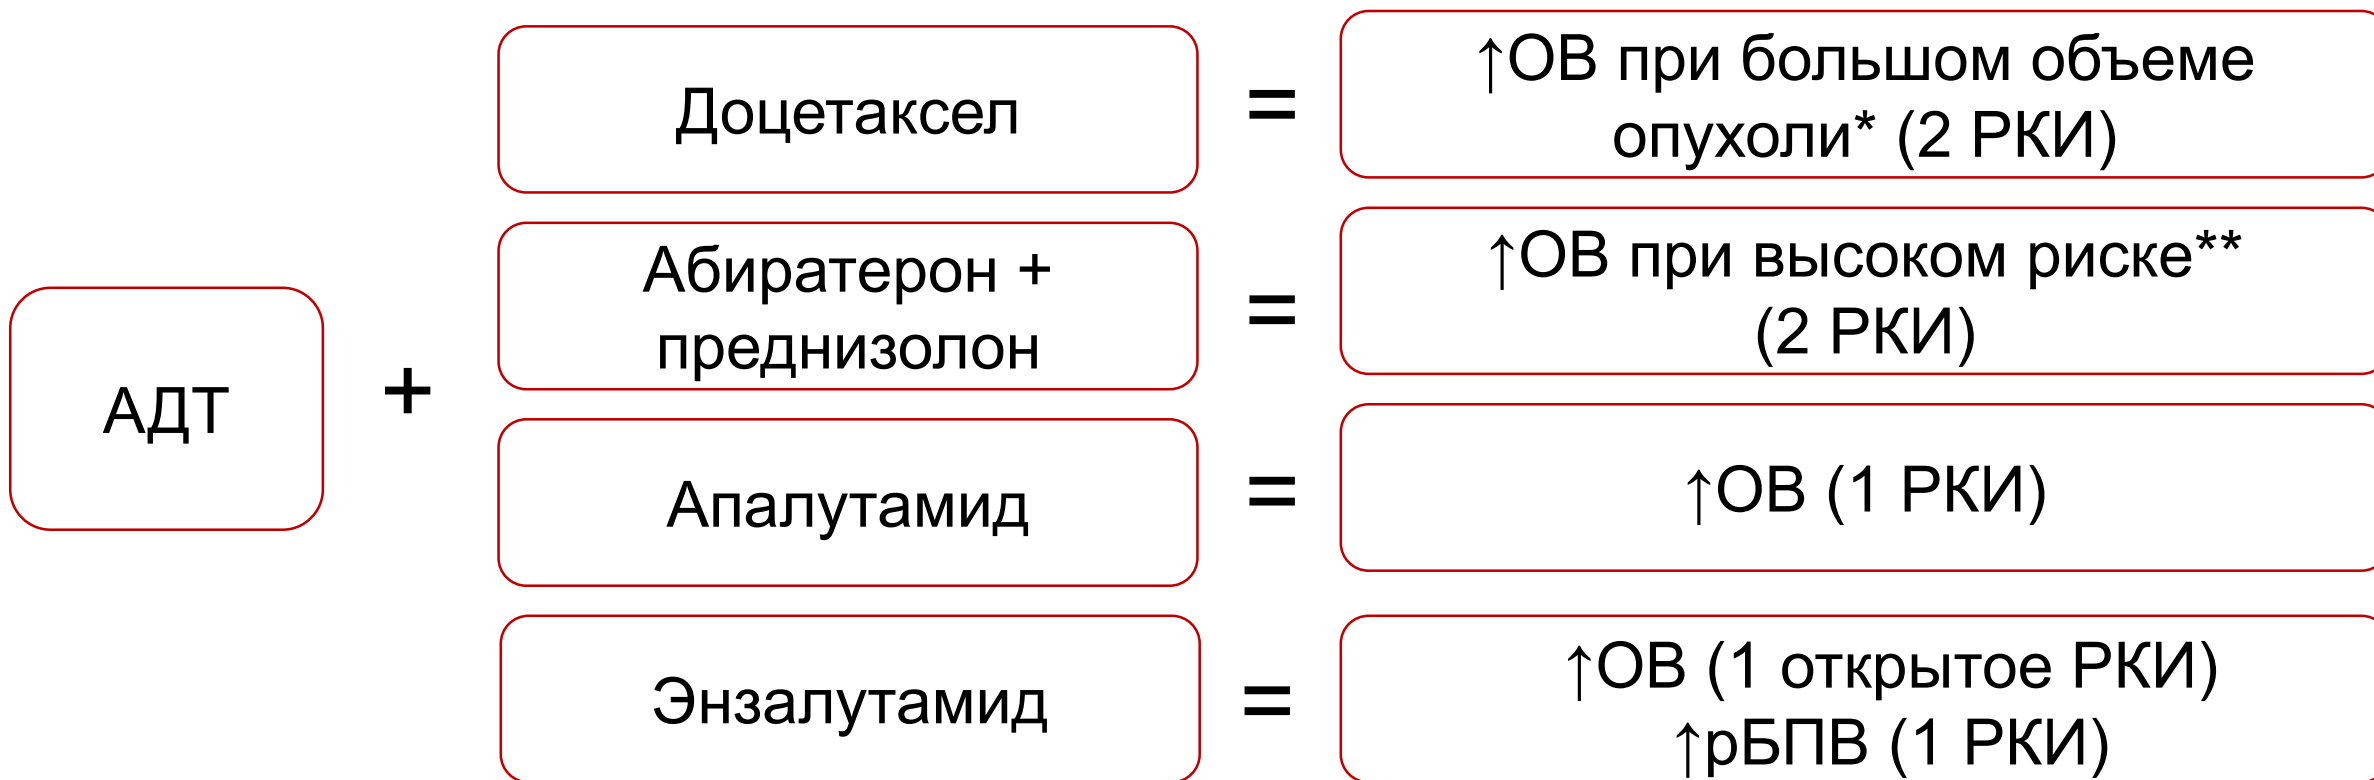 АДТ
+
Доцетаксел
=
↑ОВ при большом объеме
опухоли* (2 РКИ)
Абиратерон +
преднизолон
=
↑ОВ при высоком риске**
(2 РКИ)
Апалутамид
=
↑ОВ (1 РКИ)
Энзалутамид
=
↑ОВ (1 открытое РКИ)
↑рБПВ (1 РКИ)